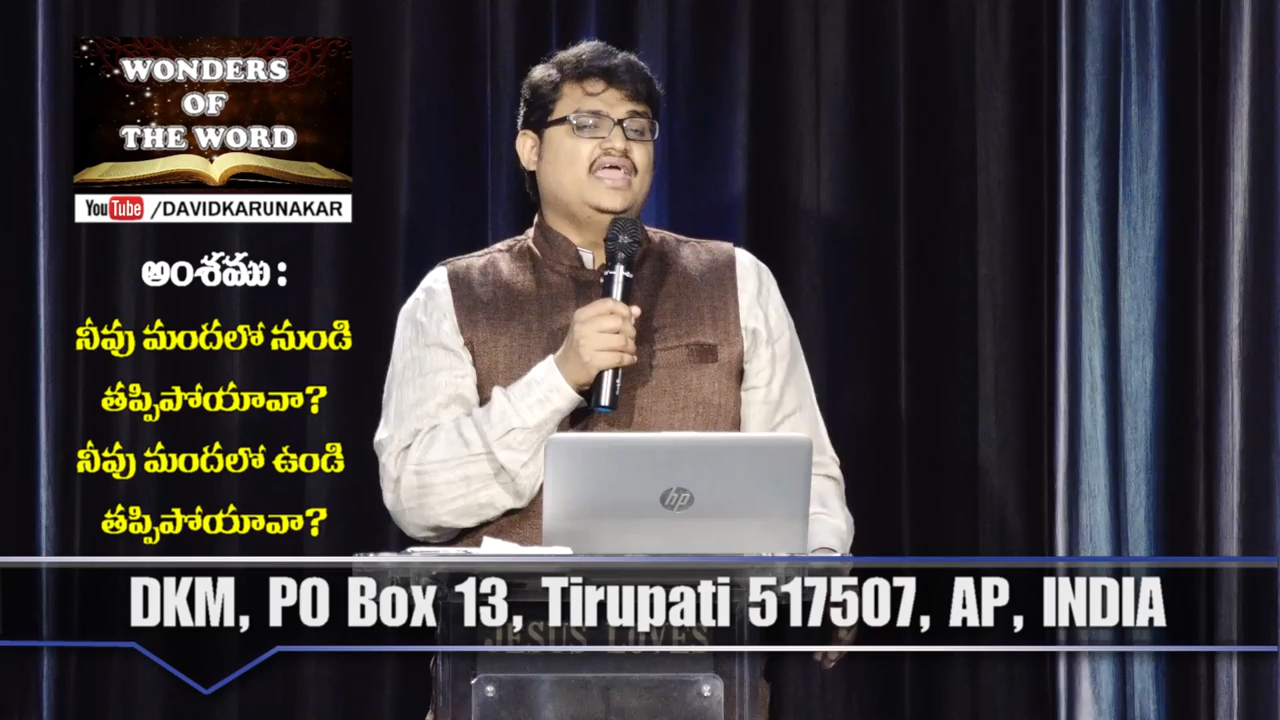 WONDERS
OF
THE WORD
YouTube /DAVIDKARUNAKAR
అంశము :
నీవు మందలో నుండి
తప్పిపోయావా?
నీవు మందలో ఉండి
తప్పిపోయావా?
hp
DKM, PO Box 13, Tirupati 517507, AP, INDIA
JESUS LOVES